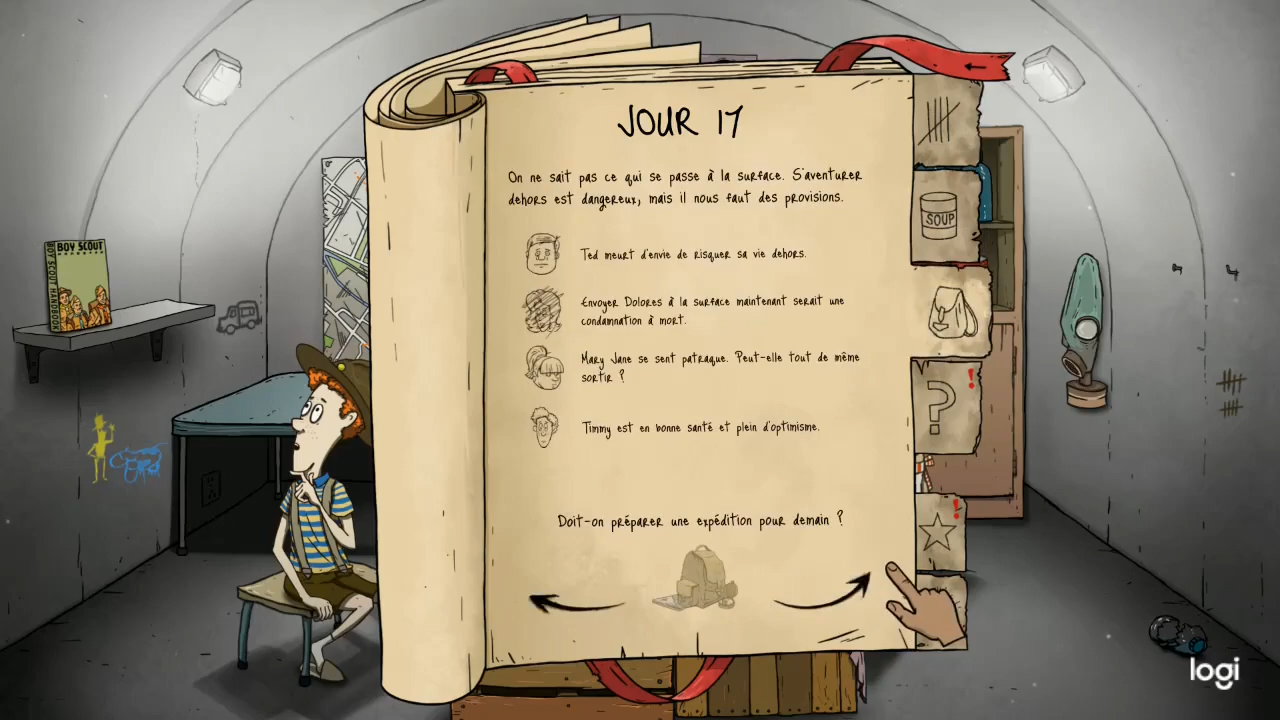 JOUR 17
On ne sait pas ce qui se passe à la surface. S'aventurer
dehors est dangereux, mais il nous faut des provisions.
Ted meurt d'envie de risquer sa vie dehors.
Envoyer Dolores à la surface maintenant serait une
condamnation à mort.
Mary Jane se sent patraque. Peut-elle tout de même
sortir ?
Timmy est en bonne santé et plein d'optimisme.
Doit-on préparer une expédition pour demain ?
SOUP
?
!
!
BOY SCOUT
HANDBOOK
BOY SCOUT HANDBOOK
logi